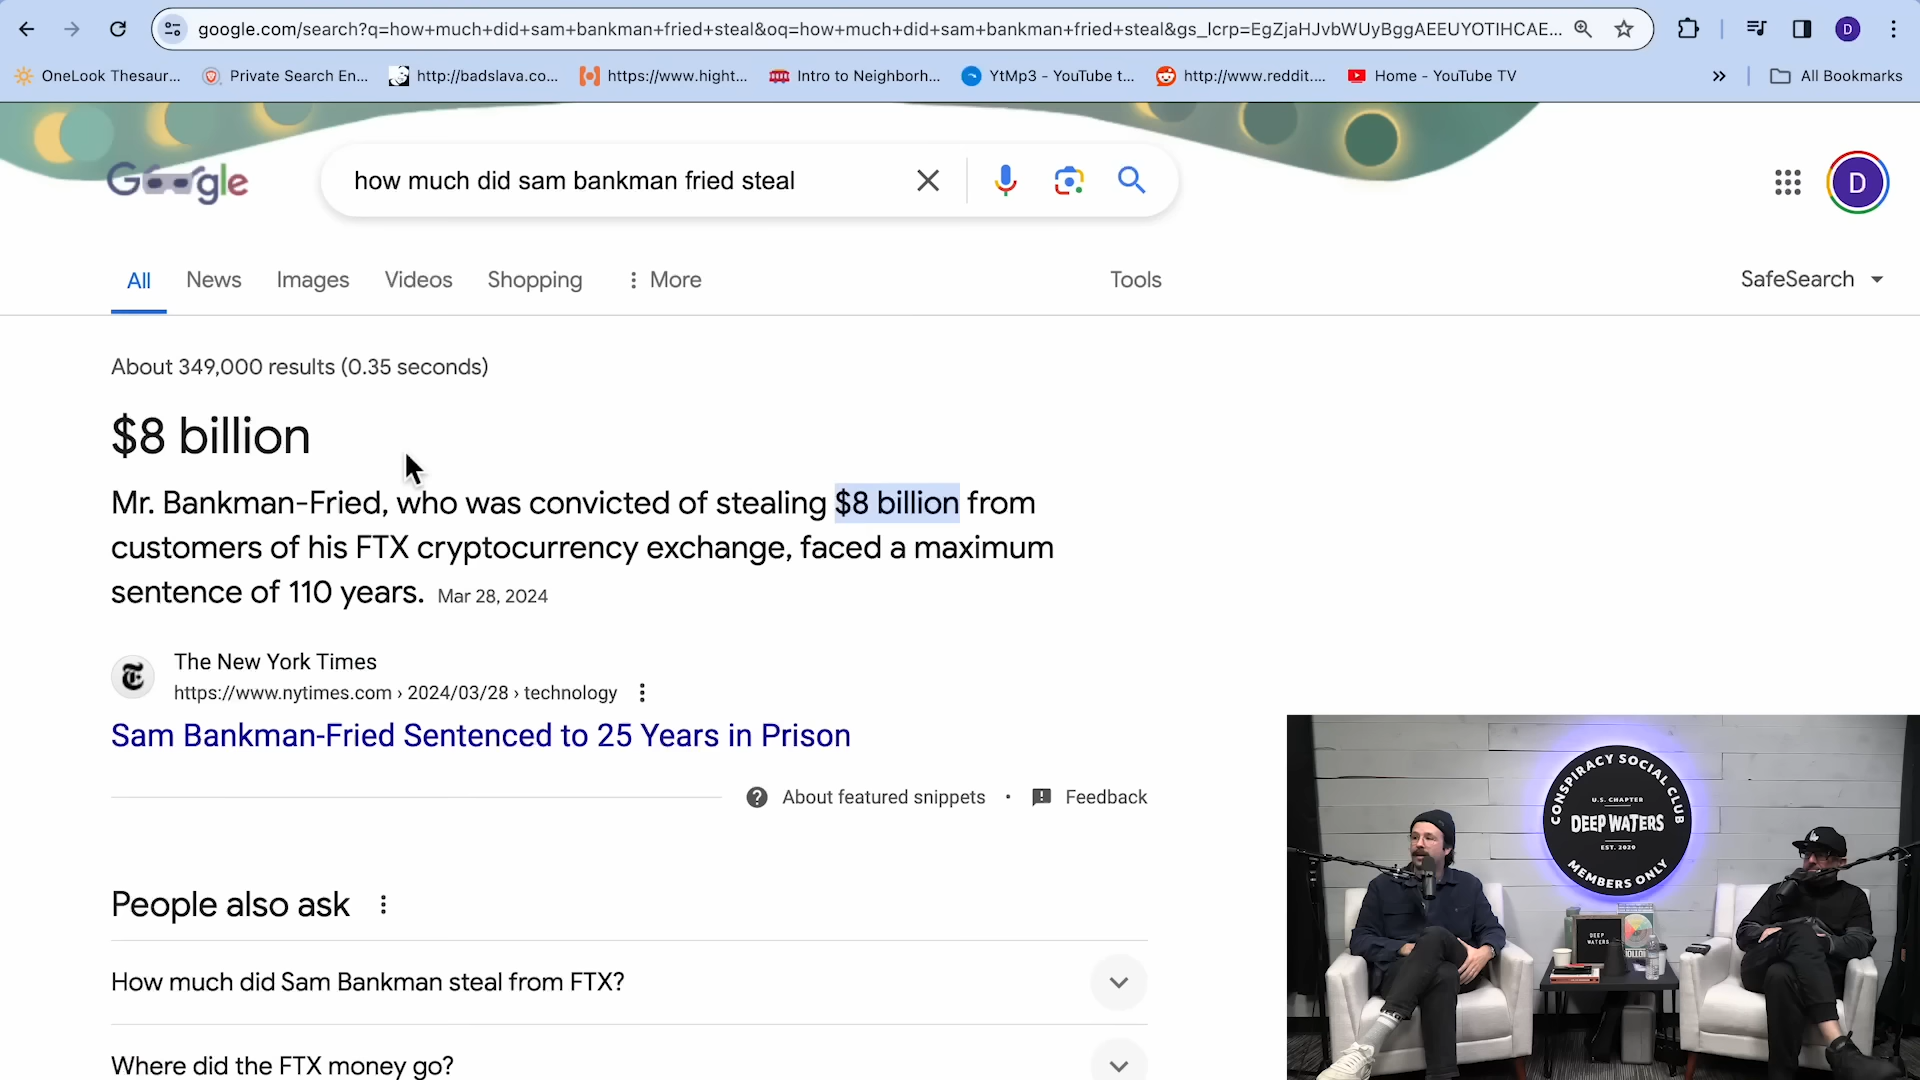 google.com/search?q=how+much+did+sam+bankman+fried+steal&oq=how+much+did+sam+bankman+fried+steal&gs_lcrp=EgZjaHJvbWUyBggAEEUYOTIHCAE...
D
OneLook Thesaur...
Private Search En...
http://badslava.co...
https://www.hight...
Intro to Neighborh...
YtMp3 - YouTube t...
http://www.reddit....
Home - YouTube TV
»
All Bookmarks
Google
how much did sam bankman fried steal
D
All
News
Images
Videos
Shopping
More
Tools
SafeSearch
About 349,000 results (0.35 seconds)
$8 billion
Mr. Bankman-Fried, who was convicted of stealing $8 billion from
customers of his FTX cryptocurrency exchange, faced a maximum
sentence of 110 years. Mar 28, 2024
The New York Times
https://www.nytimes.com › 2024/03/28 › technology
Sam Bankman-Fried Sentenced to 25 Years in Prison
About featured snippets · Feedback
People also ask
How much did Sam Bankman steal from FTX?
Where did the FTX money go?
CONSPIRACY SOCIAL CLUB
U.S. CHAPTER
DEEP WATERS
EST. 2020
MEMBERS ONLY
DEEP
WATERS